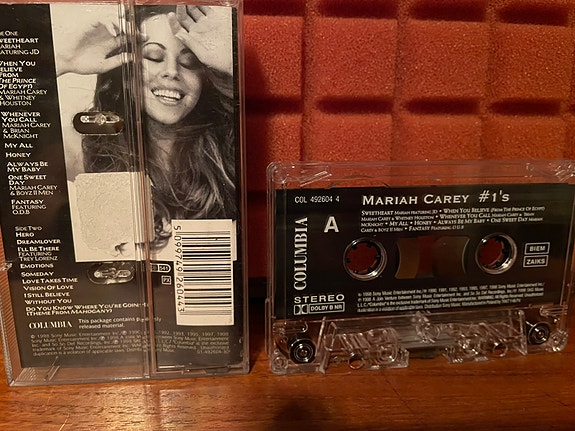 SIDE ONE
SWEETHEART
MARIAH
FEATURING JD
WHEN YOU
BELIEVE
FROM
THE PRINCE
OF EGYPT)
MARIAH CAREY
& WHITNEY
HOUSTON
WHENEVER
YOU CALL
MARIAH CAREY
& BRIAN
MCKNIGHT
MY ALL
HONEY
ALWAYS BE
MY BABY
ONE SWEET
DAY
MARIAH CAREY
& BOYZ II MEN
FANTASY
FEATURING
O.D.B.
SIDE TWO
HERO
DREAMLOVER
I'LL BE THERE
FEATURING
TREY LORENZ
EMOTIONS
SOMEDAY
LOVE TAKES TIME
VISION OF LOVE
I STILL BELIEVE
WITHOUT YOU
DO YOU KNOW WHERE YOU'RE GOING
(THEME FROM MAHOGANY)
COLUMBIA
This package contains previously
released material.
5099749260443
COL 492604 4
MARIAH CAREY #1's
A
SWEETHEART MARIAH FEATURING JD • WHEN YOU BELIEVE (FROM THE PRINCE OF EGYPT)
MARIAH CAREY & WHITNEY HOUSTON • WHENEVER YOU CALL MARIAH CAREY & BRIAN
MCKNIGHT • MY ALL • HONEY • ALWAYS BE MY BABY • ONE SWEET DAY MARIAH
CAREY & BOYZ II MEN • FANTASY FEATURING O.D.B
COLUMBIA
BIEM
ZAIKS
STEREO
DOLBY B NR